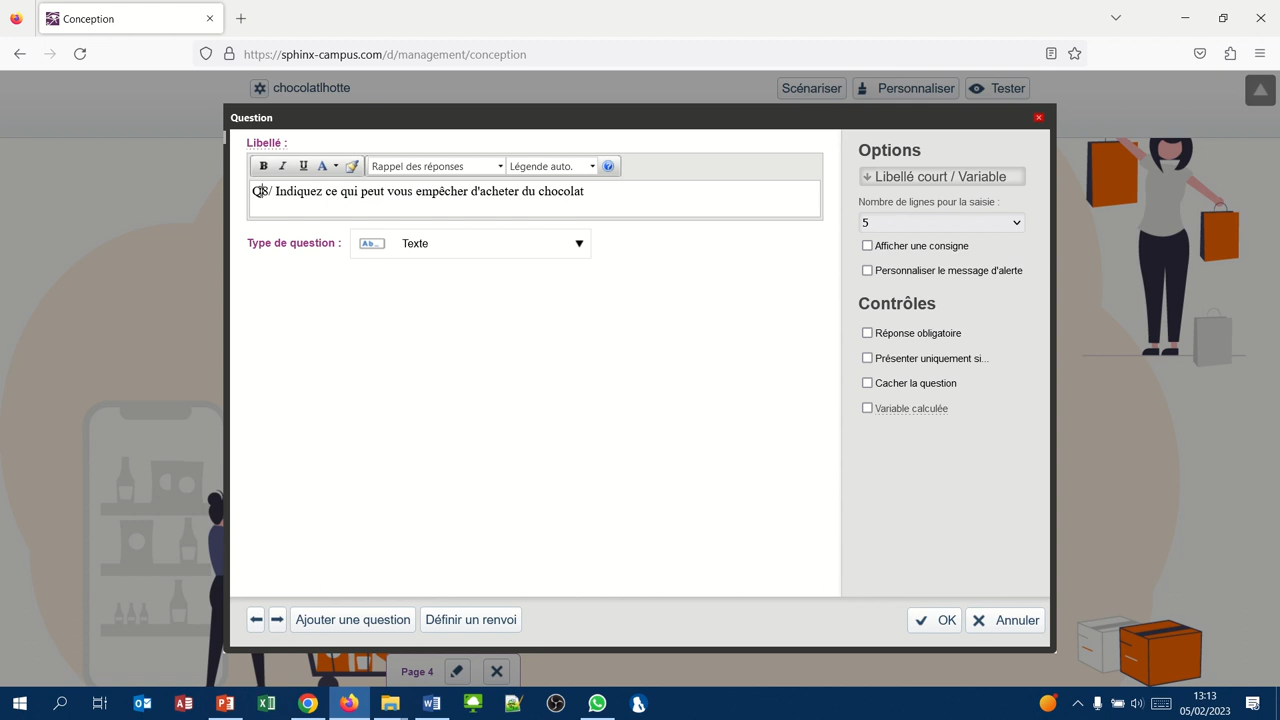 Conception
https://sphinx-campus.com/d/management/conception
chocolatlhotte
Scénariser
Personnaliser
Tester
Question
Libellé :
B I U A Rappel des réponses Légende auto.
Q8/ Indiquez ce qui peut vous empêcher d'acheter du chocolat
Type de question : Ab... Texte
Options
Libellé court / Variable
Nombre de lignes pour la saisie :
5
Afficher une consigne
Personnaliser le message d'alerte
Contrôles
Réponse obligatoire
Présenter uniquement si...
Cacher la question
Variable calculée
Ajouter une question
Définir un renvoi
OK
Annuler
Page 4
13:13
05/02/2023